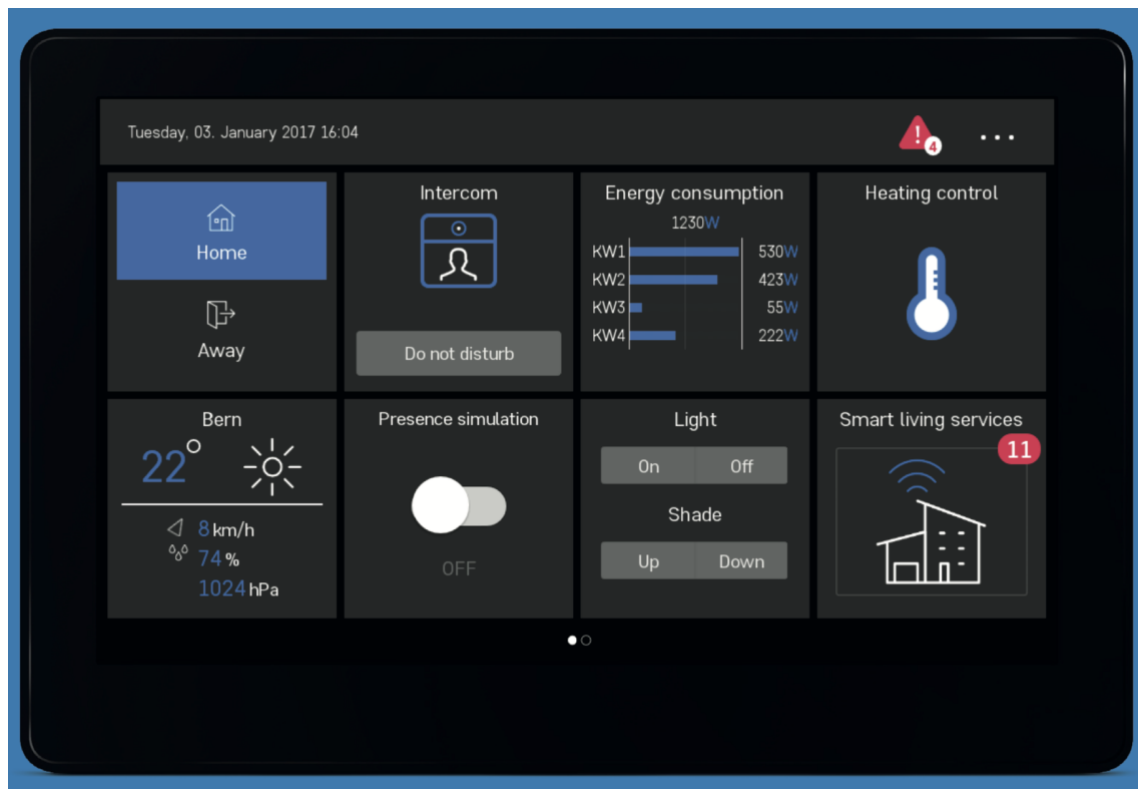 Tuesday, 03. January 2017 16:04
!
4
...
Home
Away
Intercom
Do not disturb
Energy consumption
1230W
KW1 530W
KW2 423W
KW3 55W
KW4 222W
Heating control
Bern
22°
8 km/h
74 %
1024 hPa
Presence simulation
OFF
Light
On Off
Shade
Up Down
Smart living services
11